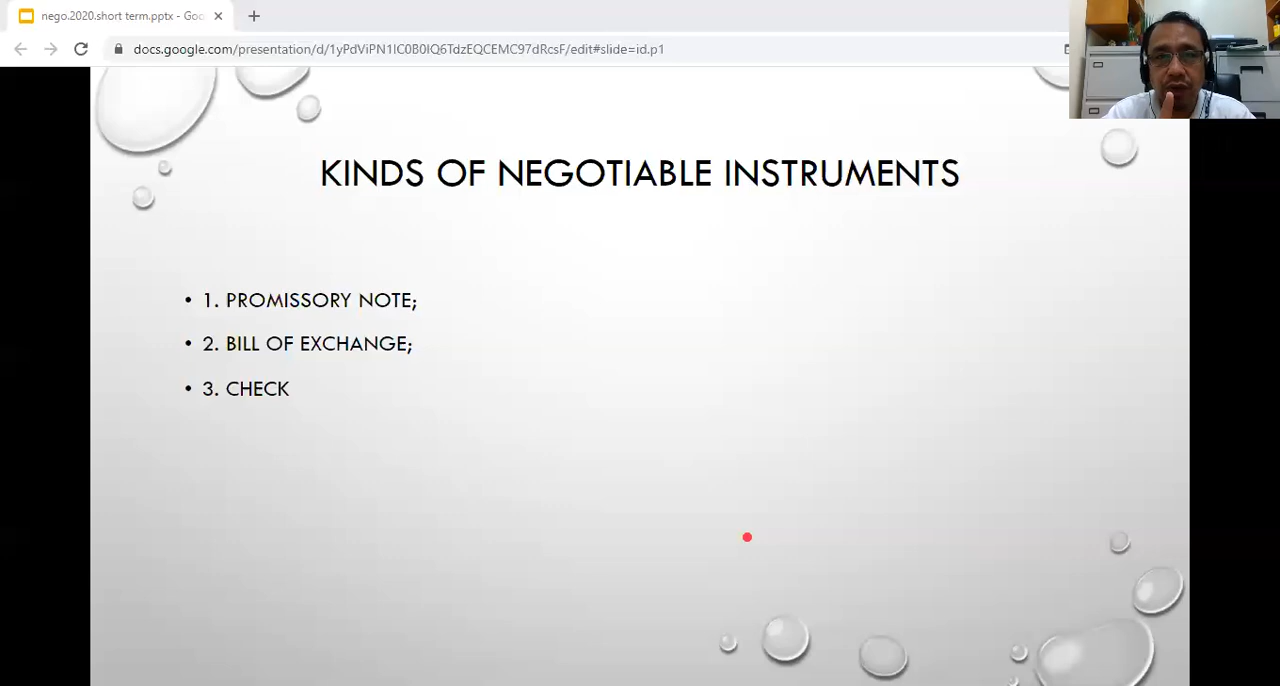 nego.2020.short term.pptx - Goo
docs.google.com/presentation/d/1yPdViPN1lC0B0lQ6TdzEQCEMC97dRcsF/edit#slide=id.p1
KINDS OF NEGOTIABLE INSTRUMENTS
• 1. PROMISSORY NOTE;
• 2. BILL OF EXCHANGE;
• 3. CHECK